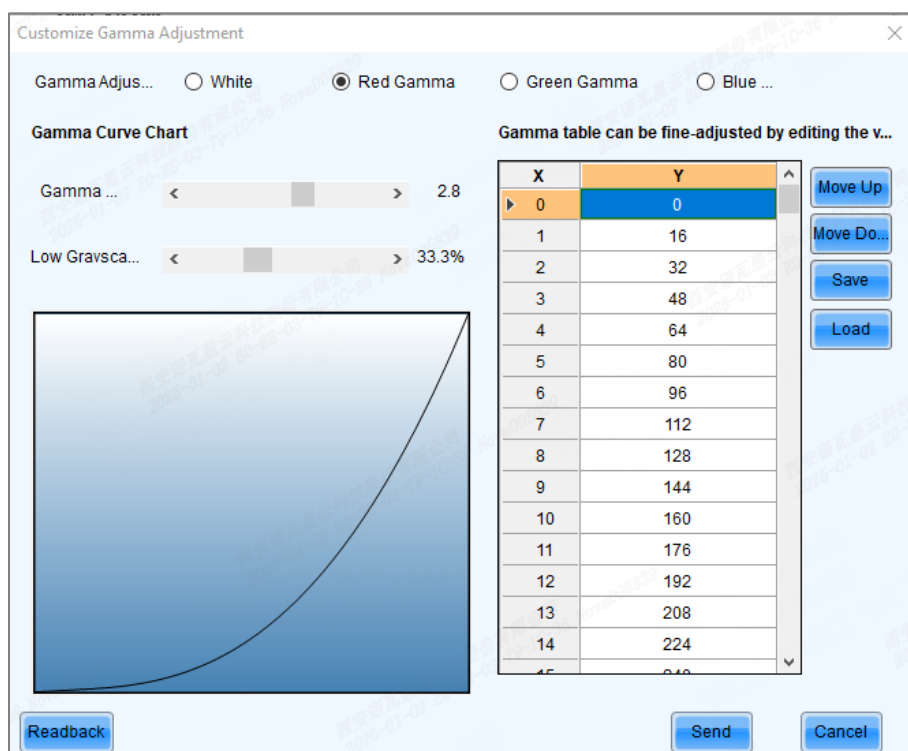 Customize Gamma Adjustment
Gamma Adjus... White Red Gamma Green Gamma Blue ...
Gamma Curve Chart
Gamma table can be fine-adjusted by editing the v...
Gamma ... 2.8
Low Graysca... 33.3%
X Y
0 0
1 16
2 32
3 48
4 64
5 80
6 96
7 112
8 128
9 144
10 160
11 176
12 192
13 208
14 224
Move Up
Move Do...
Save
Load
Readback
Send
Cancel